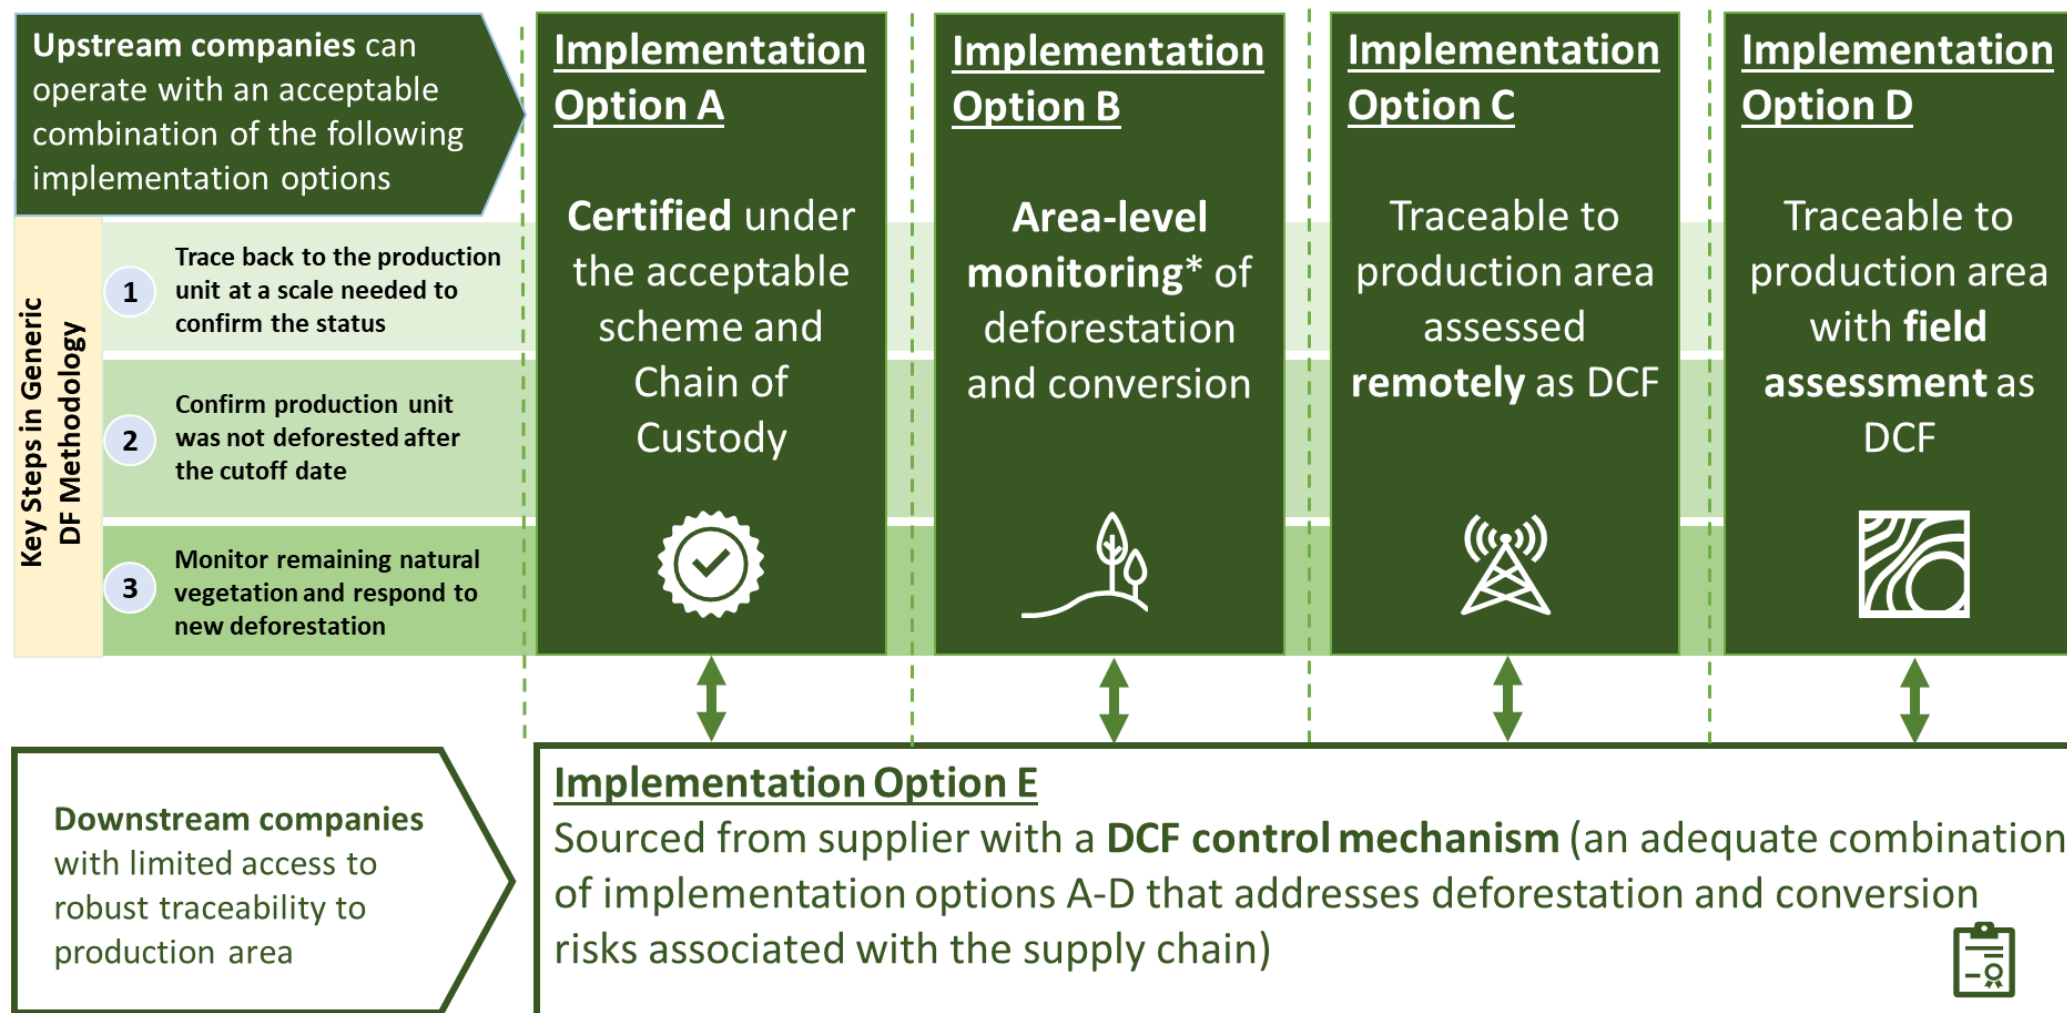 Upstream companies can
operate with an acceptable
combination of the following
implementation options
Key Steps in Generic
DF Methodology
1
Trace back to the production
unit at a scale needed to
confirm the status
2
Confirm production unit
was not deforested after
the cutoff date
3
Monitor remaining natural
vegetation and respond to
new deforestation
Implementation
Option A
Certified under
the acceptable
scheme and
Chain of
Custody
Implementation
Option B
Area-level
monitoring* of
deforestation
and conversion
Implementation
Option C
Traceable to
production area
assessed
remotely as DCF
Implementation
Option D
Traceable to
production area
with field
assessment as
DCF
Downstream companies
with limited access to
robust traceability to
production area
Implementation Option E
Sourced from supplier with a DCF control mechanism (an adequate combination
of implementation options A-D that addresses deforestation and conversion
risks associated with the supply chain)